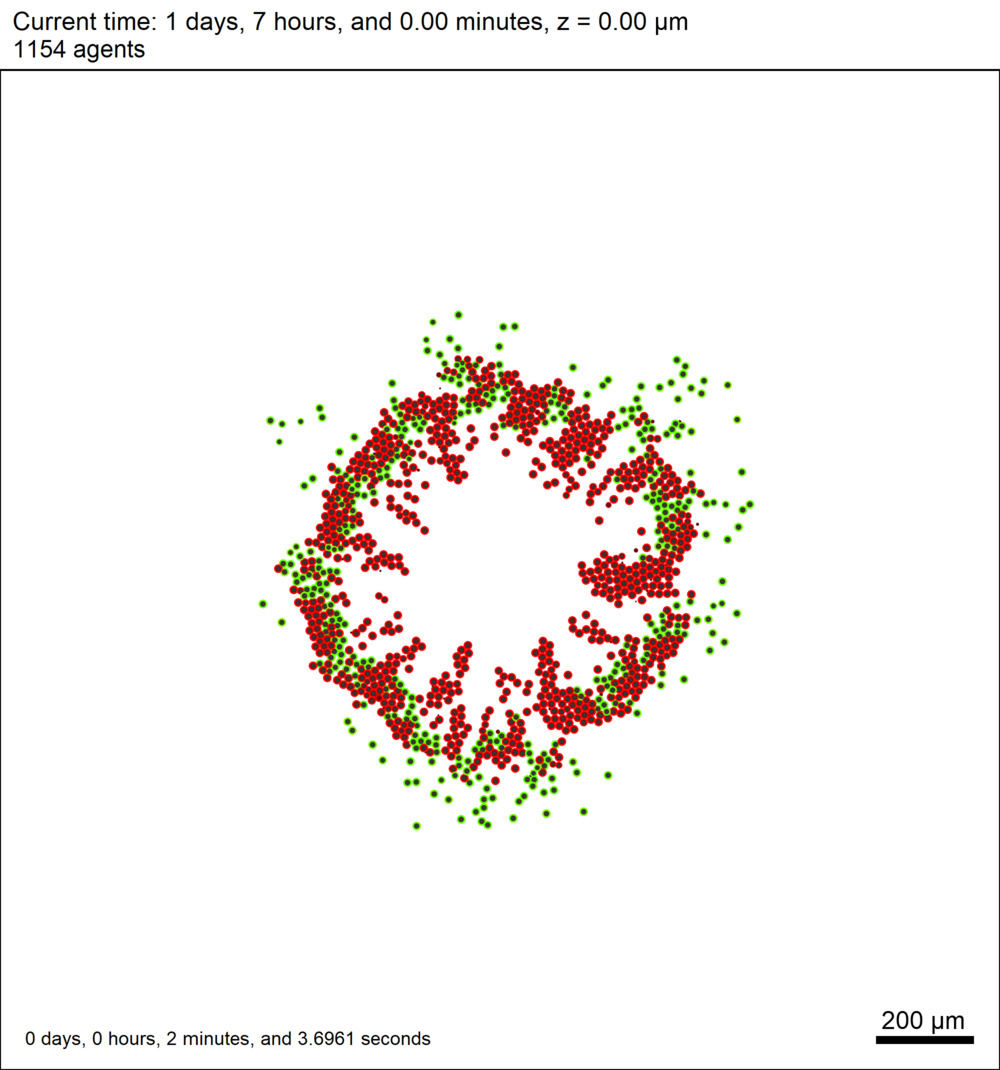 Current time: 1 days, 7 hours, and 0.00 minutes, z = 0.00 μm
1154 agents
200 μm
0 days, 0 hours, 2 minutes, and 3.6961 seconds